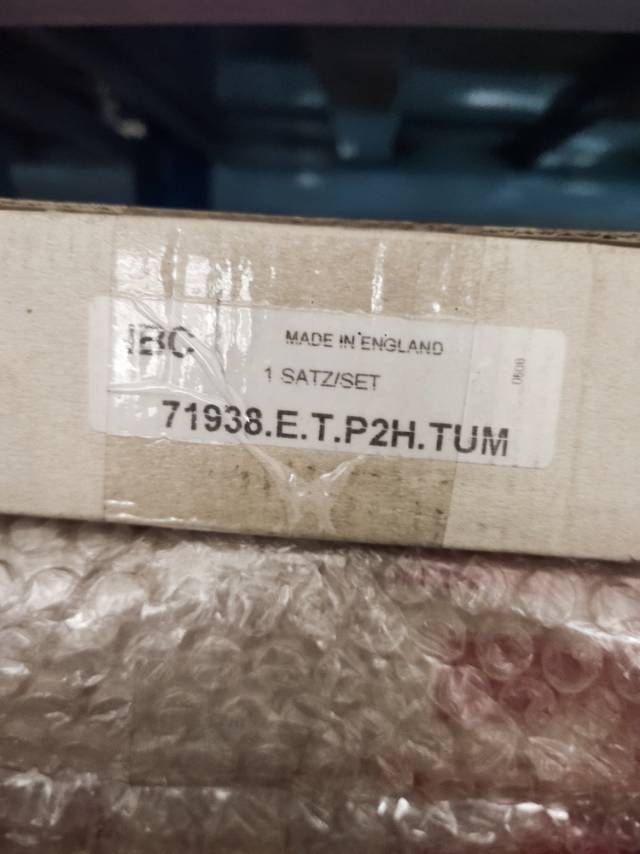 IBC
MADE IN ENGLAND
1 SATZ/SET
71938.E.T.P2H.TUM